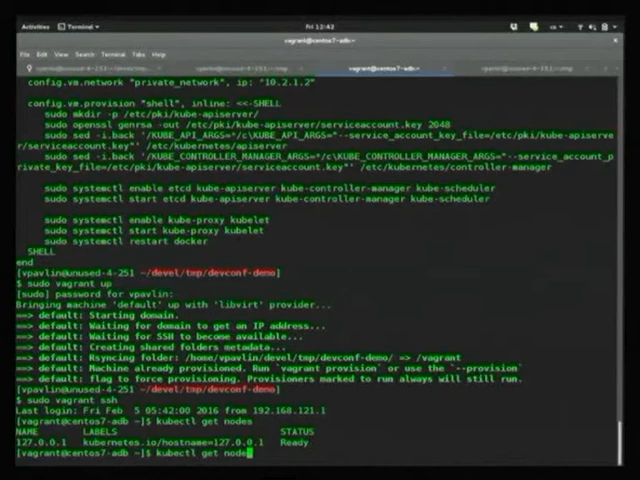 Activities Terminal Fri 12:42
vagrant@centos7-adb:~
File Edit View Search Terminal Tabs Help
vagrant@centos7-adb:~
config.vm.network "private_network", ip: "10.2.1.2"
config.vm.provision "shell", inline: <<-SHELL
sudo mkdir -p /etc/pki/kube-apiserver/
sudo openssl genrsa -out /etc/pki/kube-apiserver/serviceaccount.key 2048
sudo sed -i.back '/KUBE_API_ARGS=*/c\KUBE_API_ARGS="--service_account_key_file=/etc/pki/kube-apiserve
r/serviceaccount.key"' /etc/kubernetes/apiserver
sudo sed -i.back '/KUBE_CONTROLLER_MANAGER_ARGS=*/c\KUBE_CONTROLLER_MANAGER_ARGS="--service_account_p
rivate_key_file=/etc/pki/kube-apiserver/serviceaccount.key"' /etc/kubernetes/controller-manager
sudo systemctl enable etcd kube-apiserver kube-controller-manager kube-scheduler
sudo systemctl start etcd kube-apiserver kube-controller-manager kube-scheduler
sudo systemctl enable kube-proxy kubelet
sudo systemctl start kube-proxy kubelet
sudo systemctl restart docker
SHELL
end
[vpavlin@unused-4-251 ~/devel/tmp/devconf-demo]
$ sudo vagrant up
[sudo] password for vpavlin:
Bringing machine 'default' up with 'libvirt' provider...
==> default: Starting domain.
==> default: Waiting for domain to get an IP address...
==> default: Waiting for SSH to become available...
==> default: Creating shared folders metadata...
==> default: Rsyncing folder: /home/vpavlin/devel/tmp/devconf-demo/ => /vagrant
==> default: Machine already provisioned. Run `vagrant provision` or use the `--provision`
==> default: flag to force provisioning. Provisioners marked to run always will still run.
[vpavlin@unused-4-251 ~/devel/tmp/devconf-demo]
$ sudo vagrant ssh
Last login: Fri Feb 5 05:42:00 2016 from 192.168.121.1
[vagrant@centos7-adb ~]$ kubectl get nodes
NAME LABELS STATUS
127.0.0.1 kubernetes.io/hostname=127.0.0.1 Ready
[vagrant@centos7-adb ~]$ kubectl get node